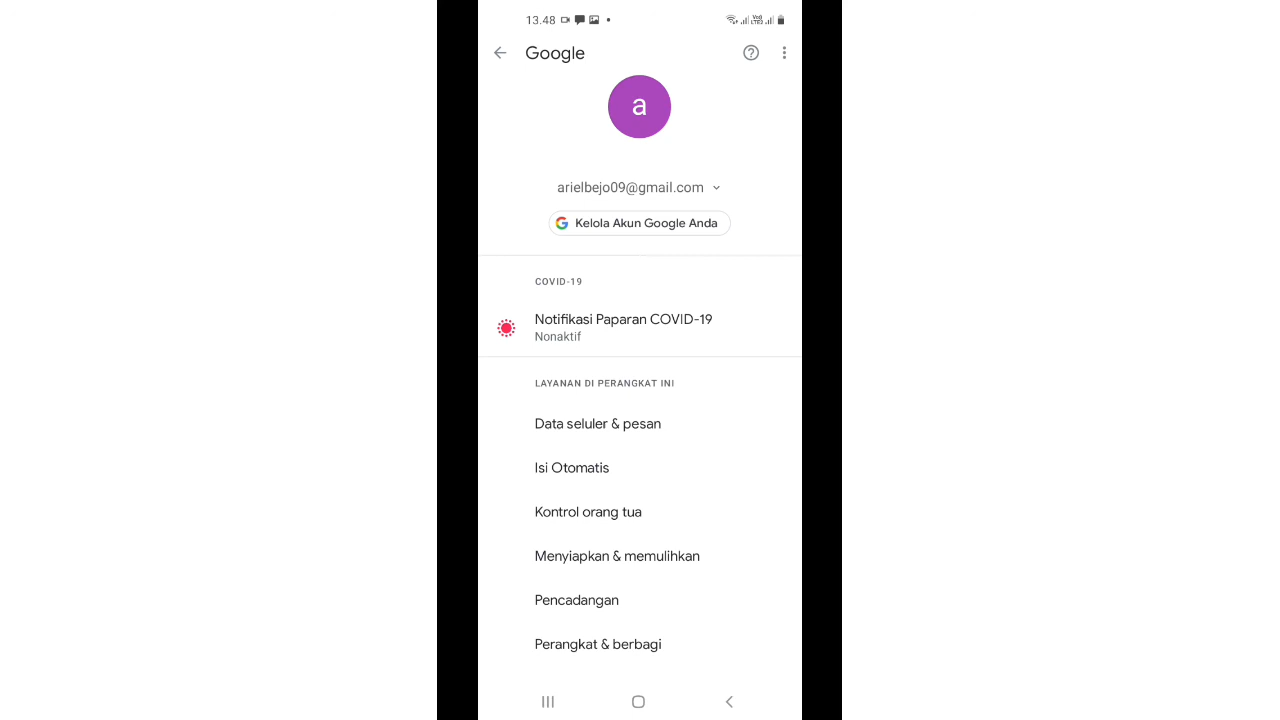 13.48
Google
a
arielbejo09@gmail.com
Kelola Akun Google Anda
COVID-19
Notifikasi Paparan COVID-19
Nonaktif
LAYANAN DI PERANGKAT INI
Data seluler & pesan
Isi Otomatis
Kontrol orang tua
Menyiapkan & memulihkan
Pencadangan
Perangkat & berbagi